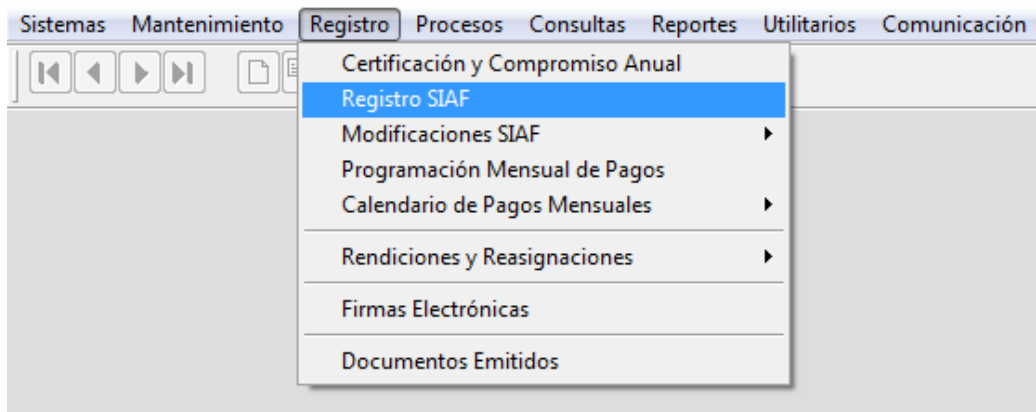 Sistemas Mantenimiento Registro Procesos Consultas Reportes Utilitarios Comunicación
Certificación y Compromiso Anual
Registro SIAF
Modificaciones SIAF
Programación Mensual de Pagos
Calendario de Pagos Mensuales
Rendiciones y Reasignaciones
Firmas Electrónicas
Documentos Emitidos